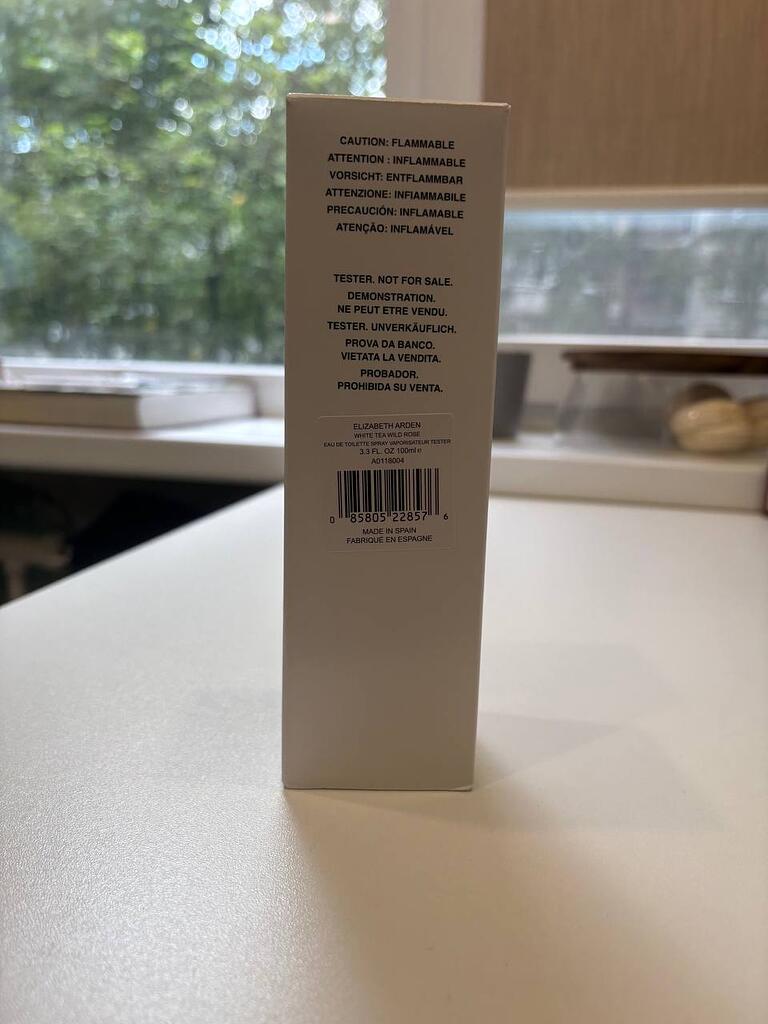 CAUTION: FLAMMABLE
ATTENTION : INFLAMMABLE
VORSICHT: ENTFLAMMBAR
ATTENZIONE: INFIAMMABILE
PRECAUCIÓN: INFLAMABLE
ATENÇÃO: INFLAMÁVEL
TESTER. NOT FOR SALE.
DEMONSTRATION.
NE PEUT ETRE VENDU.
TESTER. UNVERKÄUFLICH.
PROVA DA BANCO.
VIETATA LA VENDITA.
PROBADOR.
PROHIBIDA SU VENTA.
ELIZABETH ARDEN
WHITE TEA WILD ROSE
EAU DE TOILETTE SPRAY VAPORISATEUR TESTER
3.3 FL. OZ 100ml e
A0118004
0 85805 22857 6
MADE IN SPAIN
FABRIQUÉ EN ESPAGNE